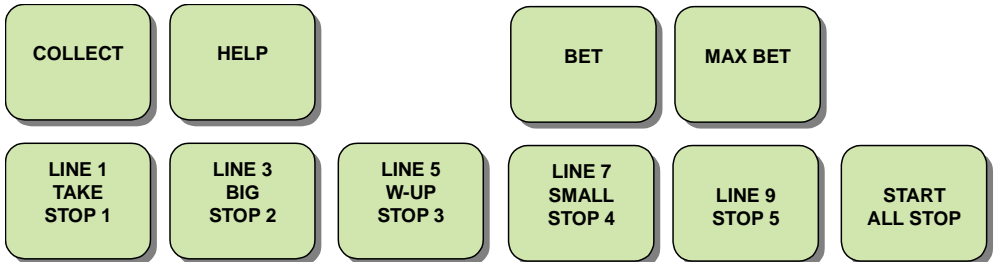 COLLECT
HELP
BET
MAX BET
LINE 1
TAKE
STOP 1
LINE 3
BIG
STOP 2
LINE 5
W-UP
STOP 3
LINE 7
SMALL
STOP 4
LINE 9
STOP 5
START
ALL STOP